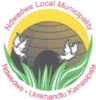 Ndwedwe Local Municipality
Ndwedwe - Umkhandlu Kamasipala